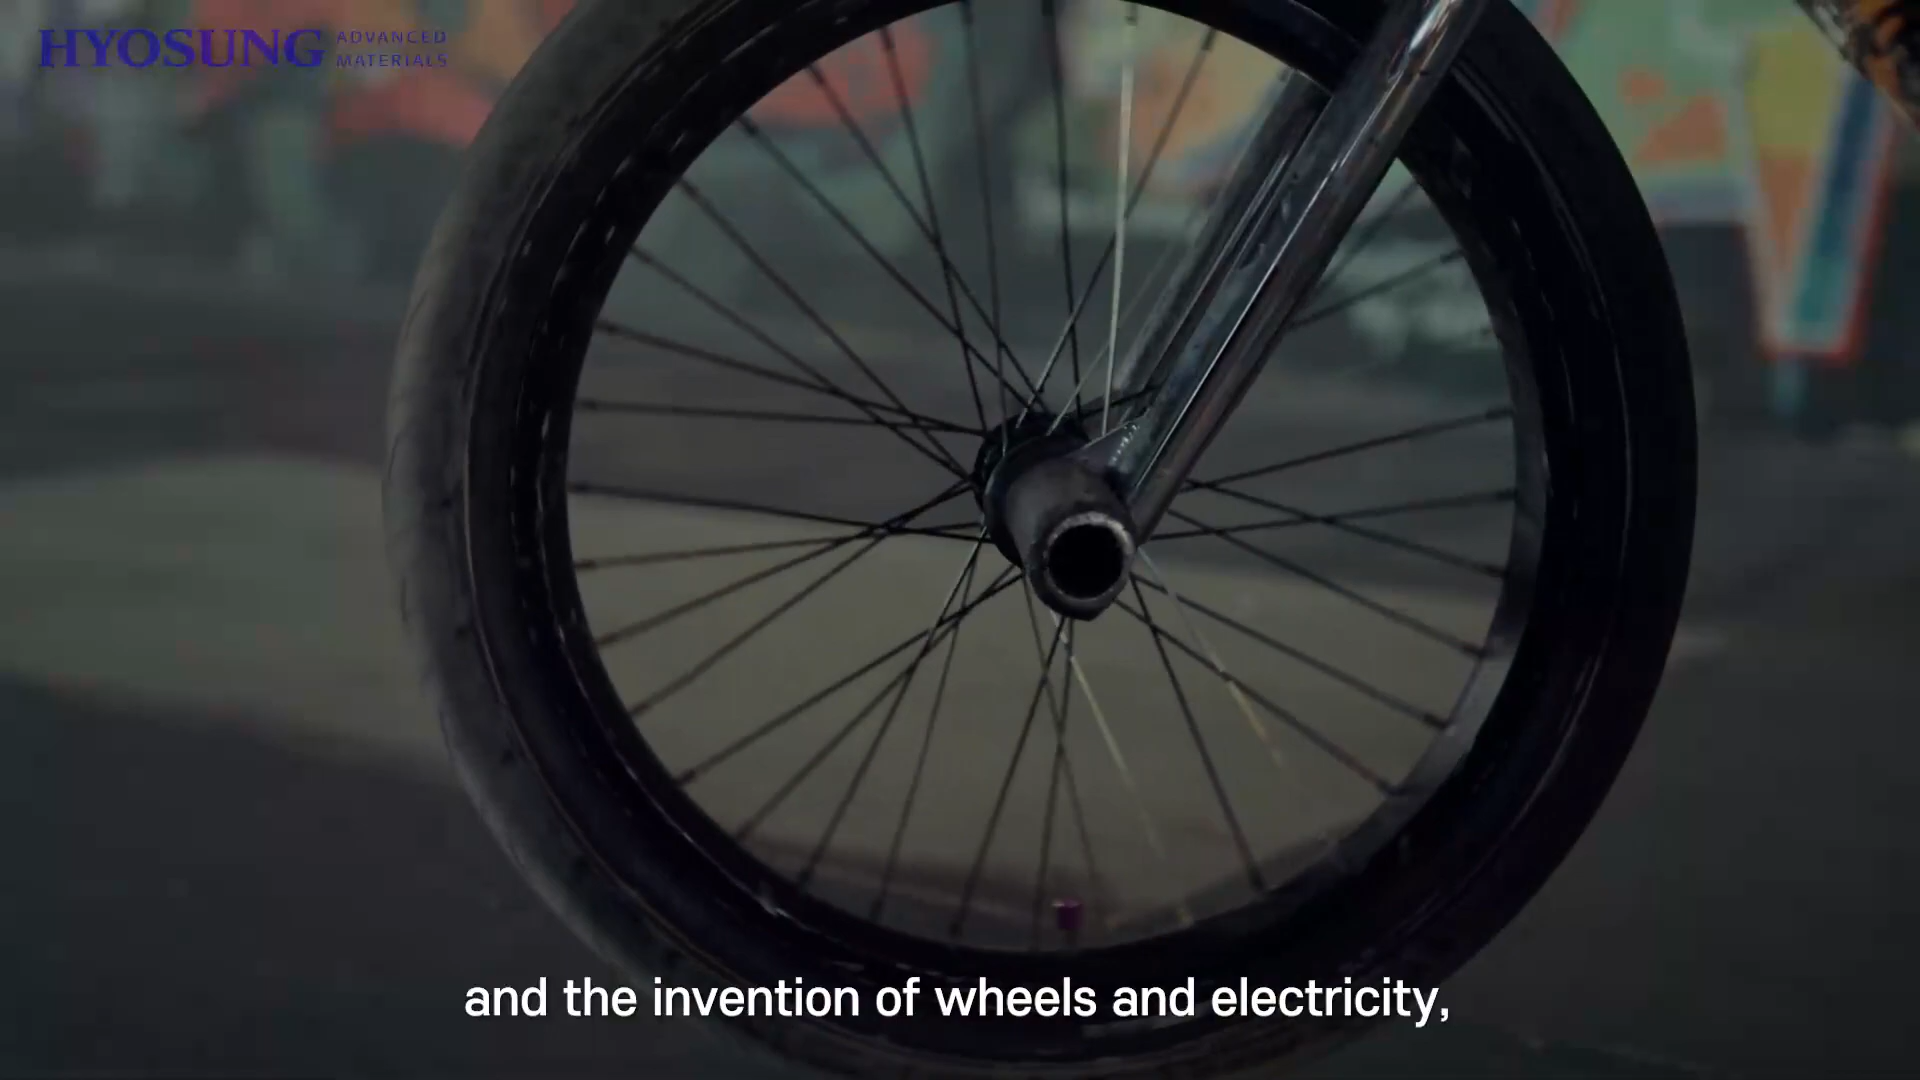 HYOSUNG ADVANCED
MATERIALS
and the invention of wheels and electricity,